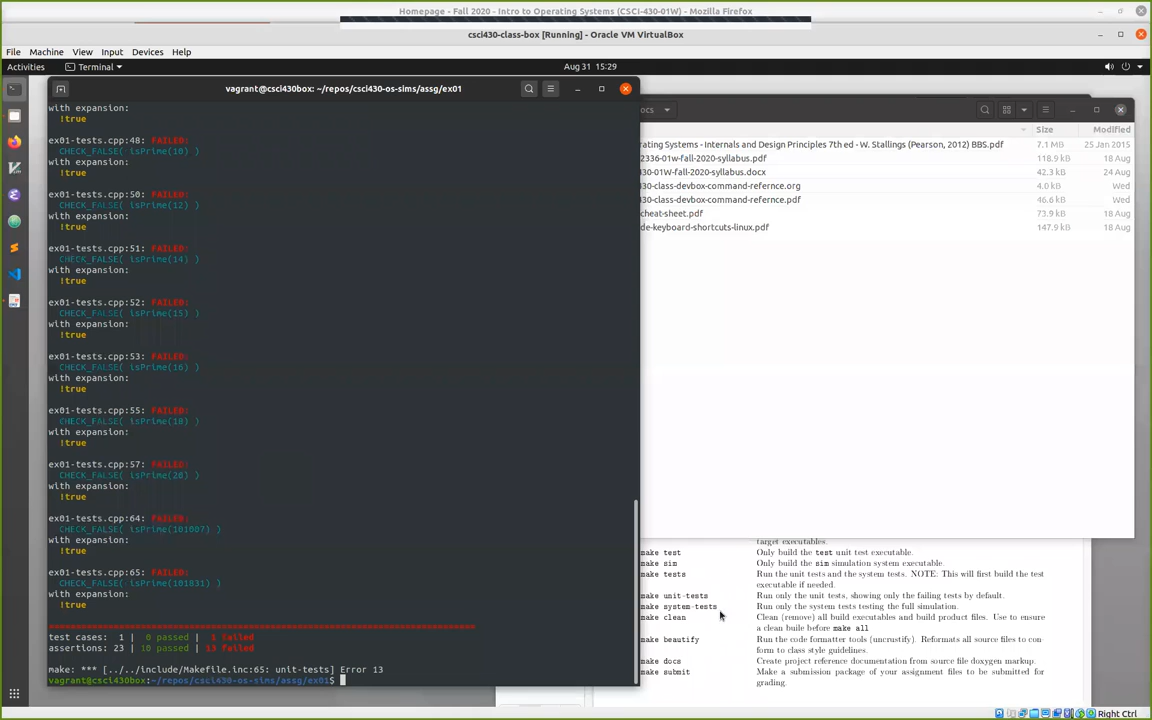 Homepage - Fall 2020 - Intro to Operating Systems (CSCI-430-01W) - Mozilla Firefox
csci430-class-box [Running] - Oracle VM VirtualBox
File Machine View Input Devices Help
Activities Terminal Aug 31 15:29
vagrant@csci430box: ~/repos/csci430-os-sims/assg/ex01
with expansion:
!true
ex01-tests.cpp:48: FAILED:
CHECK_FALSE( isPrime(10) )
with expansion:
!true
ex01-tests.cpp:50: FAILED:
CHECK_FALSE( isPrime(12) )
with expansion:
!true
ex01-tests.cpp:51: FAILED:
CHECK_FALSE( isPrime(14) )
with expansion:
!true
ex01-tests.cpp:52: FAILED:
CHECK_FALSE( isPrime(15) )
with expansion:
!true
ex01-tests.cpp:53: FAILED:
CHECK_FALSE( isPrime(16) )
with expansion:
!true
ex01-tests.cpp:55: FAILED:
CHECK_FALSE( isPrime(18) )
with expansion:
!true
ex01-tests.cpp:57: FAILED:
CHECK_FALSE( isPrime(20) )
with expansion:
!true
ex01-tests.cpp:64: FAILED:
CHECK_FALSE( isPrime(101807) )
with expansion:
!true
ex01-tests.cpp:65: FAILED:
CHECK_FALSE( isPrime(101831) )
with expansion:
!true
test cases: 1 | 0 passed | 1 failed
assertions: 23 | 10 passed | 13 failed
make: *** [../../include/Makefile.inc:65: unit-tests] Error 13
vagrant@csci430box:~/repos/csci430-os-sims/assg/ex01$
ocs
Size Modified
rating Systems - Internals and Design Principles 7th ed - W. Stallings (Pearson, 2012) BBS.pdf 7.1 MB 25 Jan 2015
2336-01w-fall-2020-syllabus.pdf 118.9 kB 18 Aug
430-01W-fall-2020-syllabus.docx 42.3 kB 24 Aug
430-class-devbox-command-refernce.org 4.0 kB Wed
430-class-devbox-command-refernce.pdf 46.6 kB Wed
cheat-sheet.pdf 73.9 kB 18 Aug
de-keyboard-shortcuts-linux.pdf 147.9 kB 18 Aug
target executables.
make test Only build the test unit test executable.
make sim Only build the sim simulation system executable
make tests Run the unit tests and the system tests. NOTE: This will first build the test
executable if needed.
make unit-tests Run only the unit tests, showing only the failing tests by default.
make system-tests Run only the system tests testing the full simulation.
make clean Clean (remove) all build executables and build product files. Use to ensure
a clean buile before make all
make beautify Run the code formatter tools (uncrustify). Reformats all source files to con-
form to class style guidelines.
make docs Create project reference documentation from source file doxygen markup.
make submit Make a submission package of your assignment files to be submitted for
grading.
Right Ctrl